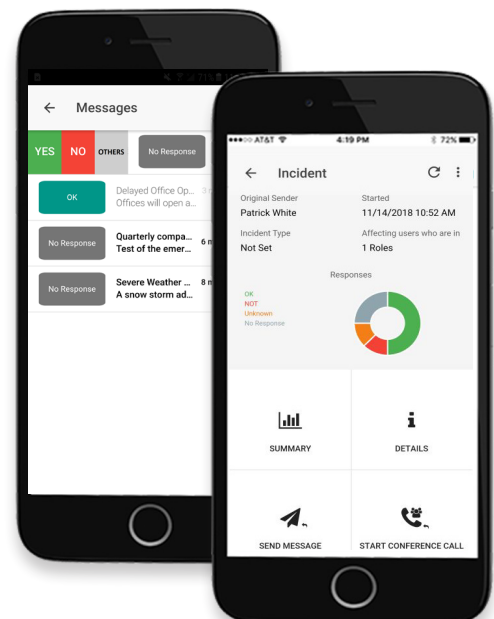 71%
Messages
YES
NO
OTHERS
No Response
OK
Delayed Office Op...
Offices will open a...
No Response
Quarterly compa...
Test of the emer...
6 m
No Response
Severe Weather ...
A snow storm ad...
8 m
AT&T
4:19 PM
72%
Incident
Original Sender
Patrick White
Started
11/14/2018 10:52 AM
Incident Type
Not Set
Affecting users who are in
1 Roles
Responses
OK
NOT
Unknown
No Response
SUMMARY
DETAILS
SEND MESSAGE
START CONFERENCE CALL